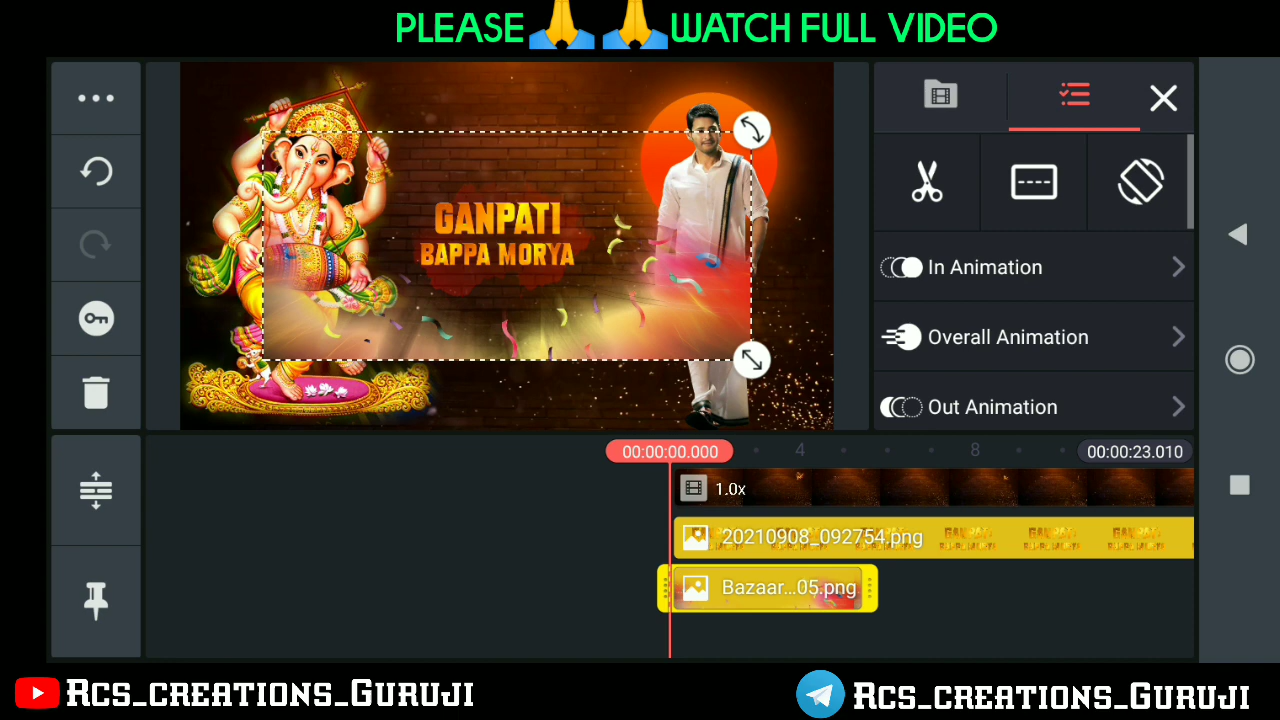 PLEASE🙏 🙏WATCH FULL VIDEO
GANPATI
BAPPA MORYA
In Animation
Overall Animation
Out Animation
00:00:00.000
4
8
00:00:23.010
1.0x
20210908_092754.png
Bazaar...05.png
Rcs_creations_Guruji
Rcs_creations_Guruji